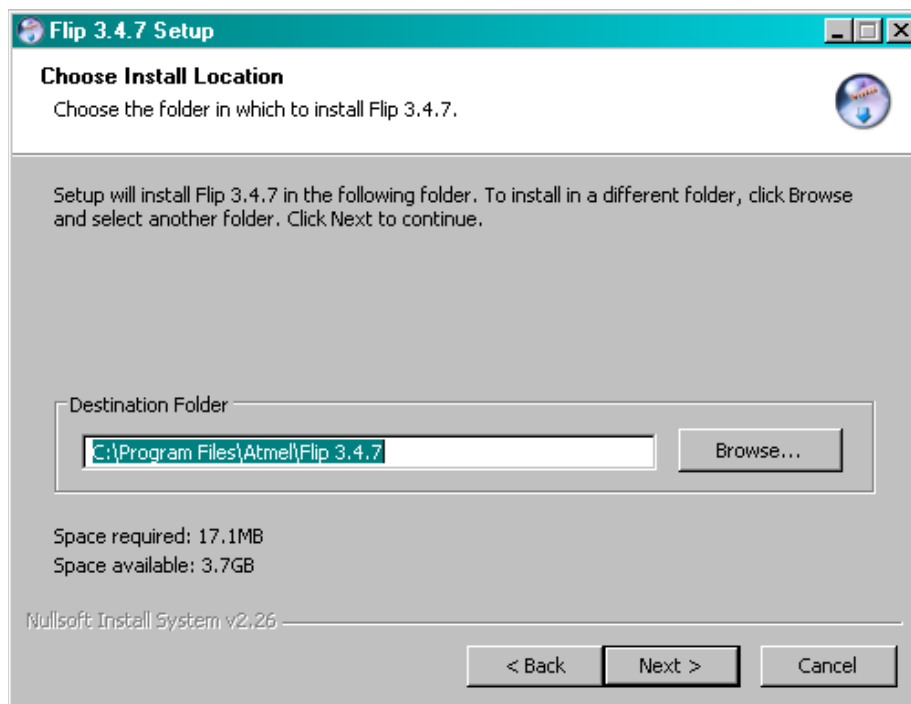 Flip 3.4.7 Setup
Choose Install Location
Choose the folder in which to install Flip 3.4.7.
Setup will install Flip 3.4.7 in the following folder. To install in a different folder, click Browse
and select another folder. Click Next to continue.
Destination Folder
C:\Program Files\Atmel\Flip 3.4.7
Browse...
Space required: 17.1MB
Space available: 3.7GB
Nullsoft Install System v2.26
< Back
Next >
Cancel